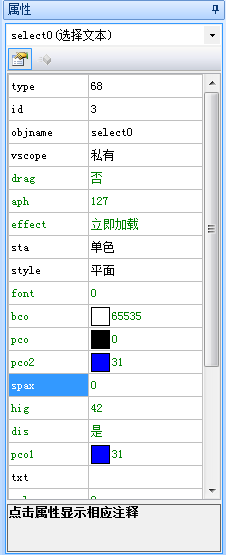 属性
select0(选择文本)
type 68
id 3
objname select0
vscope 私有
drag 否
aph 127
effect 立即加载
sta 单色
style 平面
font 0
bco 65535
pco 0
pco2 31
spax 0
hig 42
dis 是
pco1 31
txt
点击属性显示相应注释